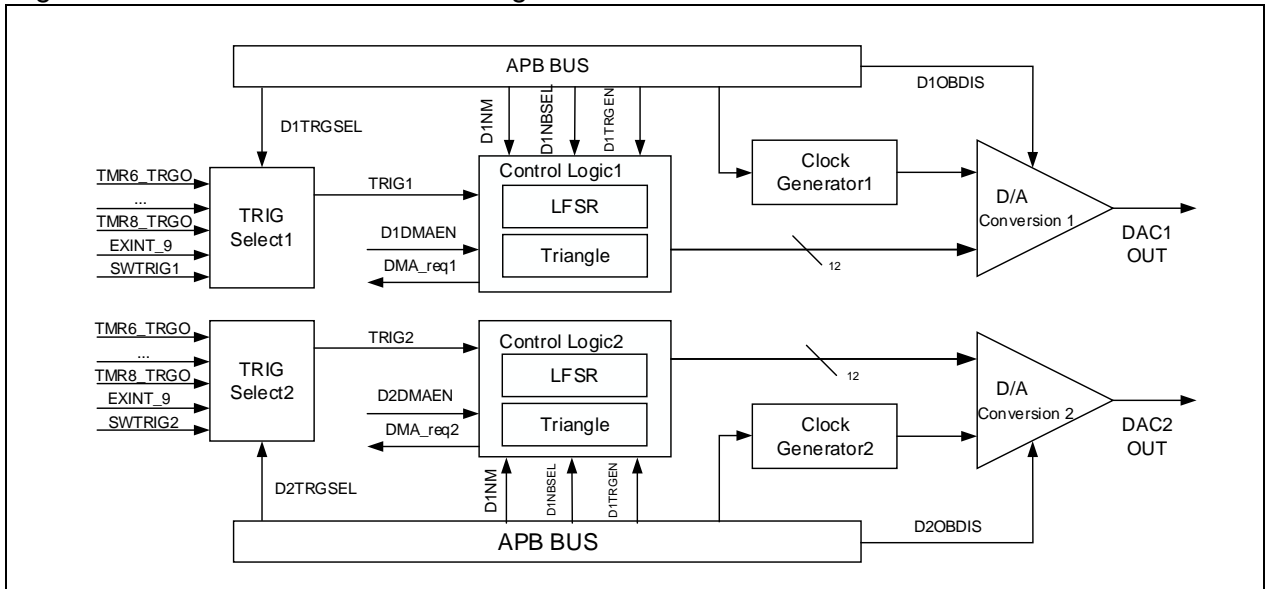 APB BUS
D1OBDIS
D1TRGSEL
D1NM
D1NBSEL
D1TRGEN
TMR6_TRGO
...
TMR8_TRGO
EXINT_9
SWTRIG1
TRIG
Select1
TRIG1
D1DMAEN
DMA_req1
Control Logic1
LFSR
Triangle
Clock
Generator1
12
D/A
Conversion 1
DAC1
OUT
TMR6_TRGO
...
TMR8_TRGO
EXINT_9
SWTRIG2
TRIG
Select2
TRIG2
D2DMAEN
DMA_req2
Control Logic2
LFSR
Triangle
12
Clock
Generator2
D/A
Conversion 2
DAC2
OUT
D2TRGSEL
D1NM
D1NBSEL
D1TRGEN
D2OBDIS
APB BUS